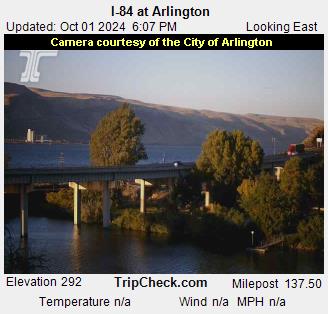 I-84 at Arlington
Updated: Oct 01 2024 6:07 PM Looking East
Camera courtesy of the City of Arlington
Elevation 292 TripCheck.com Milepost 137.50
Temperature n/a Wind n/a MPH n/a